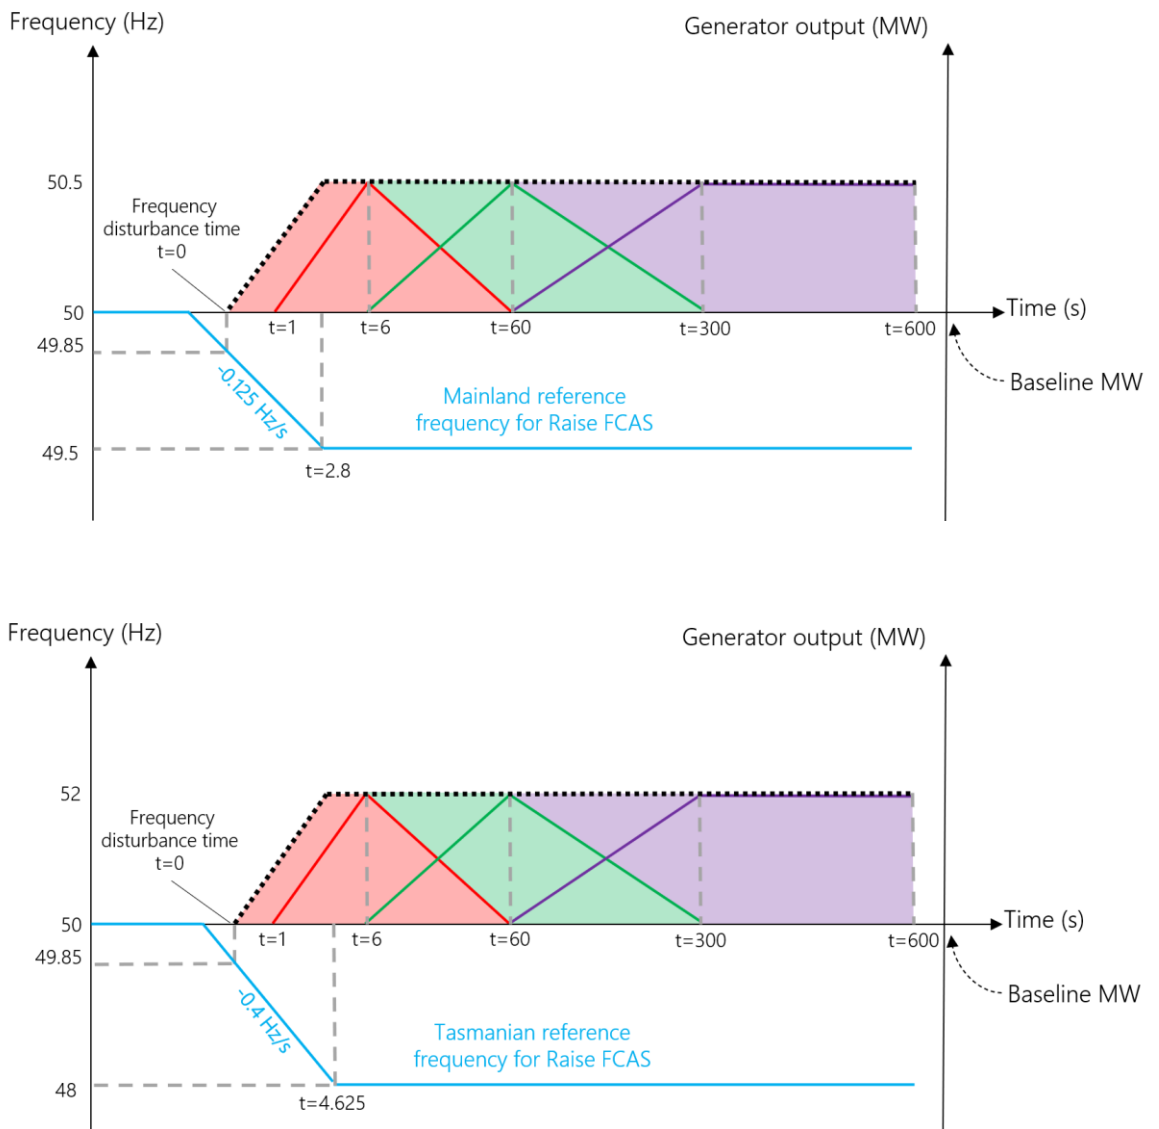 Frequency (Hz)
Generator output (MW)
50.5
Frequency
disturbance time
t=0
50
Time (s)
t=1
t=6
t=60
t=300
t=600
49.85
Baseline MW
-0.125 Hz/s
Mainland reference
frequency for Raise FCAS
49.5
t=2.8
Frequency (Hz)
Generator output (MW)
52
Frequency
disturbance time
t=0
50
Time (s)
t=1
t=6
t=60
t=300
t=600
49.85
Baseline MW
-0.4 Hz/s
Tasmanian reference
frequency for Raise FCAS
48
t=4.625